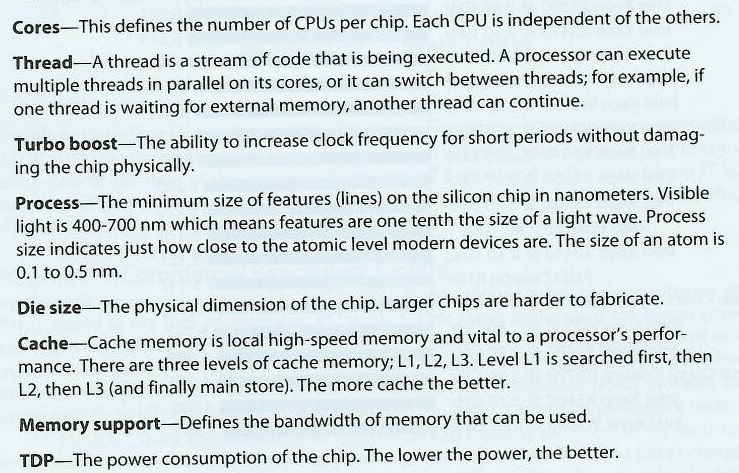 Cores—This defines the number of CPUs per chip. Each CPU is independent of the others.
Thread—A thread is a stream of code that is being executed. A processor can execute
multiple threads in parallel on its cores, or it can switch between threads; for example, if
one thread is waiting for external memory, another thread can continue.
Turbo boost—The ability to increase clock frequency for short periods without damag-
ing the chip physically.
Process—The minimum size of features (lines) on the silicon chip in nanometers. Visible
light is 400-700 nm which means features are one tenth the size of a light wave. Process
size indicates just how close to the atomic level modern devices are. The size of an atom is
0.1 to 0.5 nm.
Die size—The physical dimension of the chip. Larger chips are harder to fabricate.
Cache—Cache memory is local high-speed memory and vital to a processor's perfor-
mance. There are three levels of cache memory; L1, L2, L3. Level L1 is searched first, then
L2, then L3 (and finally main store). The more cache the better.
Memory support—Defines the bandwidth of memory that can be used.
TDP—The power consumption of the chip. The lower the power, the better.